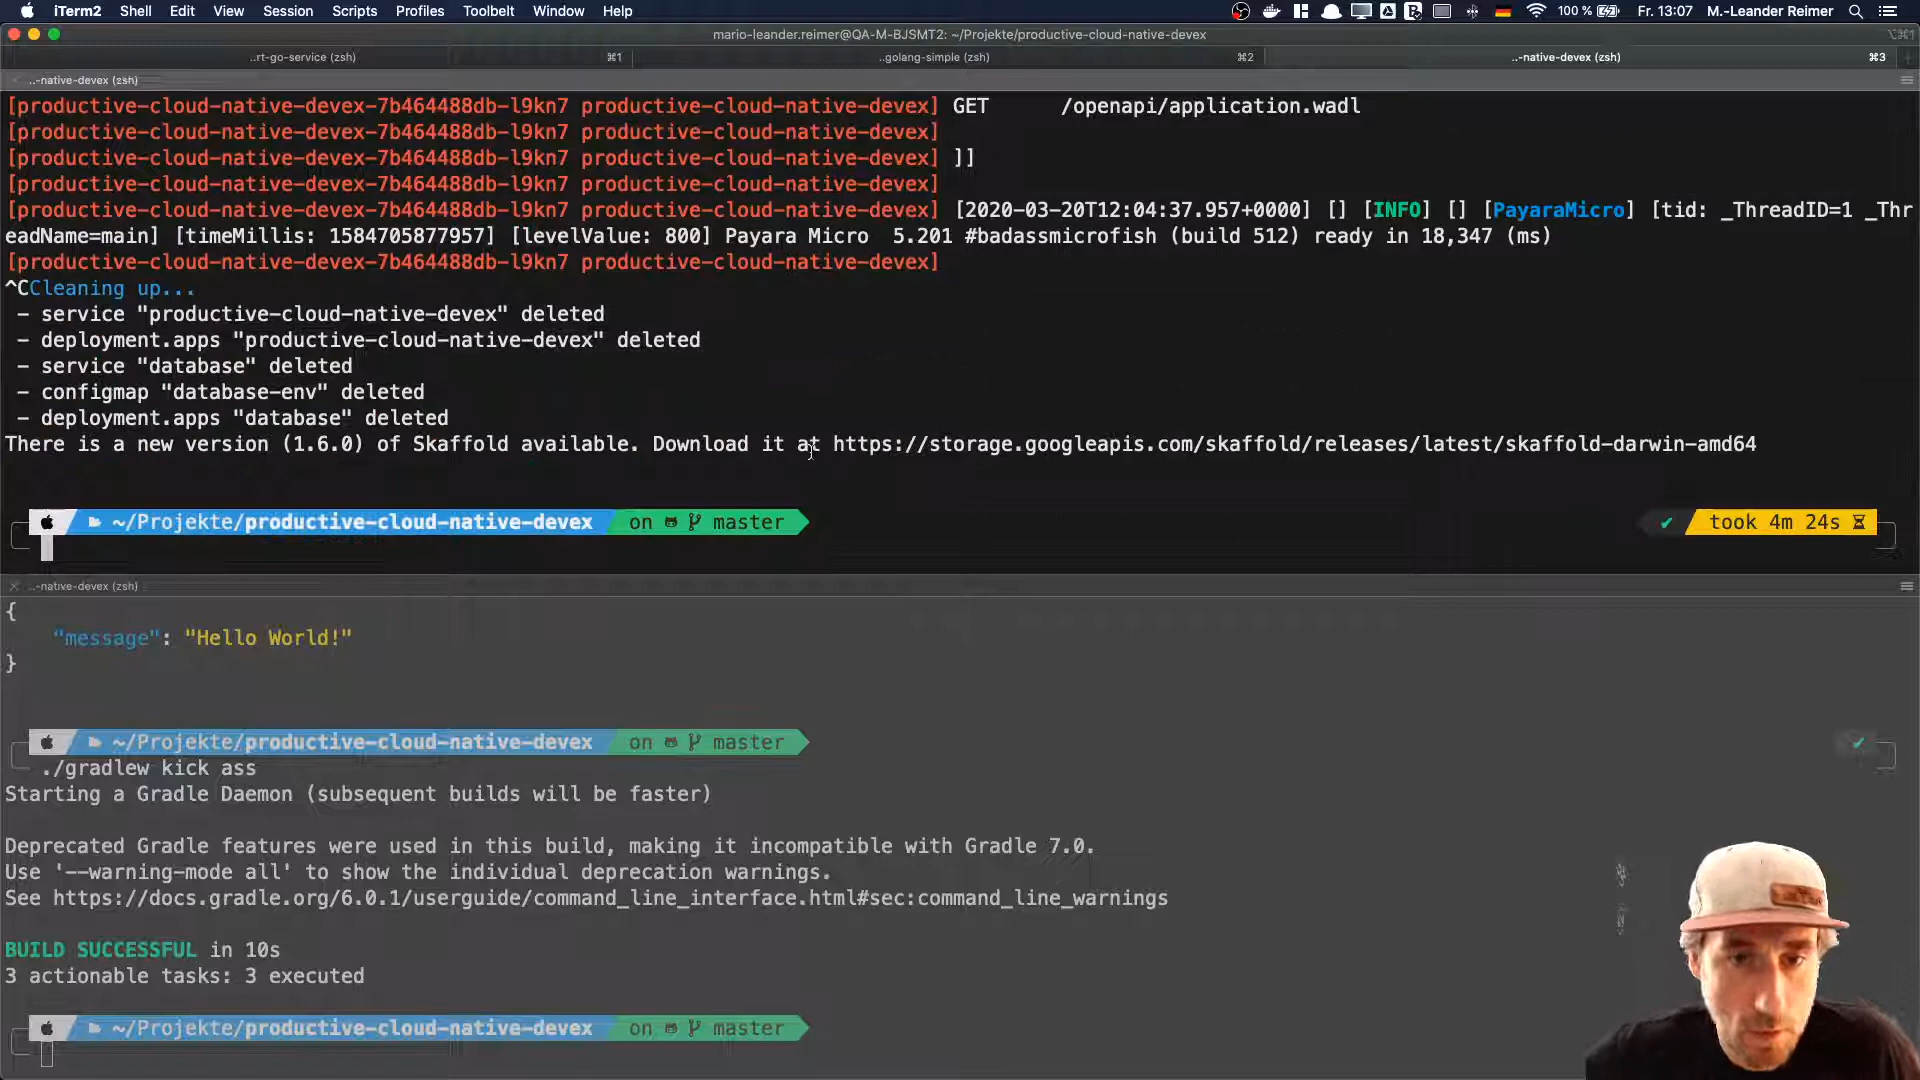 iTerm2 Shell Edit View Session Scripts Profiles Toolbelt Window Help 100 % Fr. 13:07 M.-Leander Reimer
mario-leander.reimer@QA-M-BJSMT2: ~/Projekte/productive-cloud-native-devex ⌥⌘1
..rt-go-service (zsh) ⌘1 ..golang-simple (zsh) ⌘2 ..-native-devex (zsh) ⌘3
..-native-devex (zsh)
[productive-cloud-native-devex-7b464488db-l9kn7 productive-cloud-native-devex] GET /openapi/application.wadl
[productive-cloud-native-devex-7b464488db-l9kn7 productive-cloud-native-devex]
[productive-cloud-native-devex-7b464488db-l9kn7 productive-cloud-native-devex] ]]
[productive-cloud-native-devex-7b464488db-l9kn7 productive-cloud-native-devex]
[productive-cloud-native-devex-7b464488db-l9kn7 productive-cloud-native-devex] [2020-03-20T12:04:37.957+0000] [] [INFO] [] [PayaraMicro] [tid: _ThreadID=1 _Thr
eadName=main] [timeMillis: 1584705877957] [levelValue: 800] Payara Micro  5.201 #badassmicrofish (build 512) ready in 18,347 (ms)
[productive-cloud-native-devex-7b464488db-l9kn7 productive-cloud-native-devex]
^CCleaning up...
- service "productive-cloud-native-devex" deleted
- deployment.apps "productive-cloud-native-devex" deleted
- service "database" deleted
- configmap "database-env" deleted
- deployment.apps "database" deleted
There is a new version (1.6.0) of Skaffold available. Download it at https://storage.googleapis.com/skaffold/releases/latest/skaffold-darwin-amd64
~/Projekte/productive-cloud-native-devex on master ✔ took 4m 24s
..-native-devex (zsh)
{
"message": "Hello World!"
}
~/Projekte/productive-cloud-native-devex on master ✔
./gradlew kick ass
Starting a Gradle Daemon (subsequent builds will be faster)
Deprecated Gradle features were used in this build, making it incompatible with Gradle 7.0.
Use '--warning-mode all' to show the individual deprecation warnings.
See https://docs.gradle.org/6.0.1/userguide/command_line_interface.html#sec:command_line_warnings
BUILD SUCCESSFUL in 10s
3 actionable tasks: 3 executed
~/Projekte/productive-cloud-native-devex on master